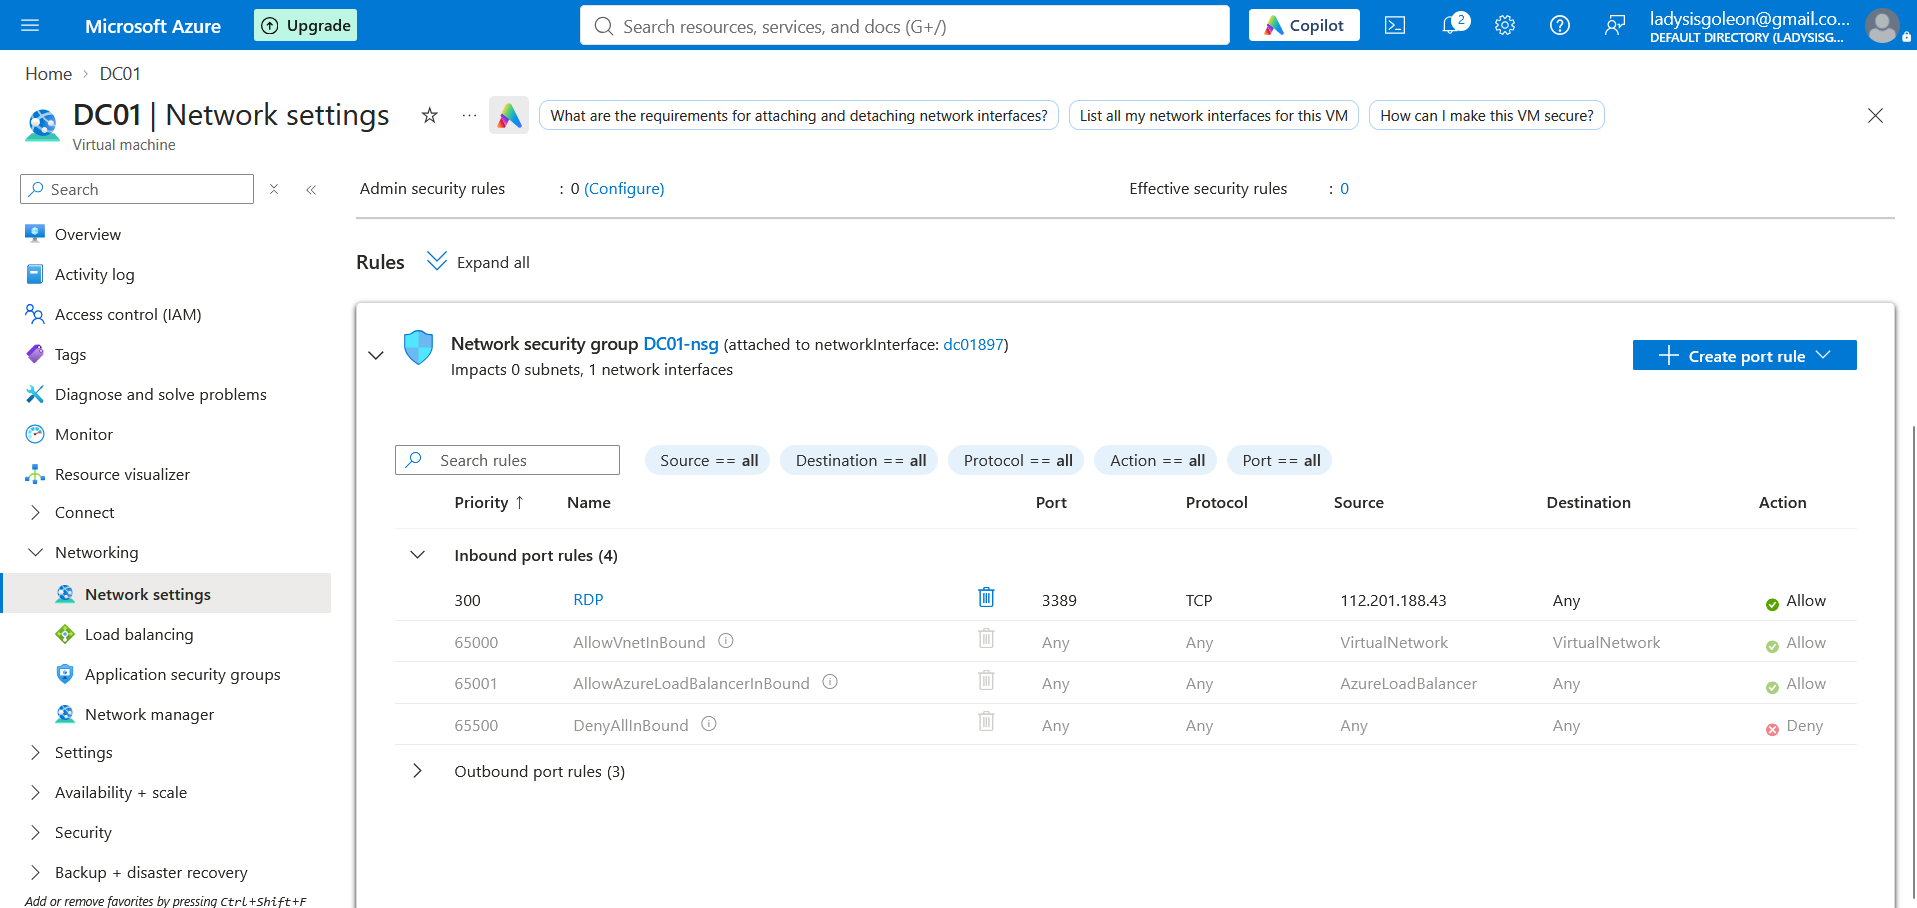 Microsoft Azure
Upgrade
Search resources, services, and docs (G+/)
Copilot
2
ladysisgoleon@gmail.co...
DEFAULT DIRECTORY (LADYSISG...
Home > DC01
DC01 | Network settings
Virtual machine
What are the requirements for attaching and detaching network interfaces?
List all my network interfaces for this VM
How can I make this VM secure?
Search
Overview
Activity log
Access control (IAM)
Tags
Diagnose and solve problems
Monitor
Resource visualizer
Connect
Networking
Network settings
Load balancing
Application security groups
Network manager
Settings
Availability + scale
Security
Backup + disaster recovery
Add or remove favorites by pressing Ctrl+Shift+F
Admin security rules : 0 (Configure)
Effective security rules : 0
Rules
Expand all
Network security group DC01-nsg (attached to networkInterface: dc01897)
Impacts 0 subnets, 1 network interfaces
Create port rule
Search rules
Source == all
Destination == all
Protocol == all
Action == all
Port == all
Priority ↑ Name Port Protocol Source Destination Action
Inbound port rules (4)
300 RDP 3389 TCP 112.201.188.43 Any Allow
65000 AllowVnetInBound Any Any VirtualNetwork VirtualNetwork Allow
65001 AllowAzureLoadBalancerInBound Any Any AzureLoadBalancer Any Allow
65500 DenyAllInBound Any Any Any Any Deny
Outbound port rules (3)